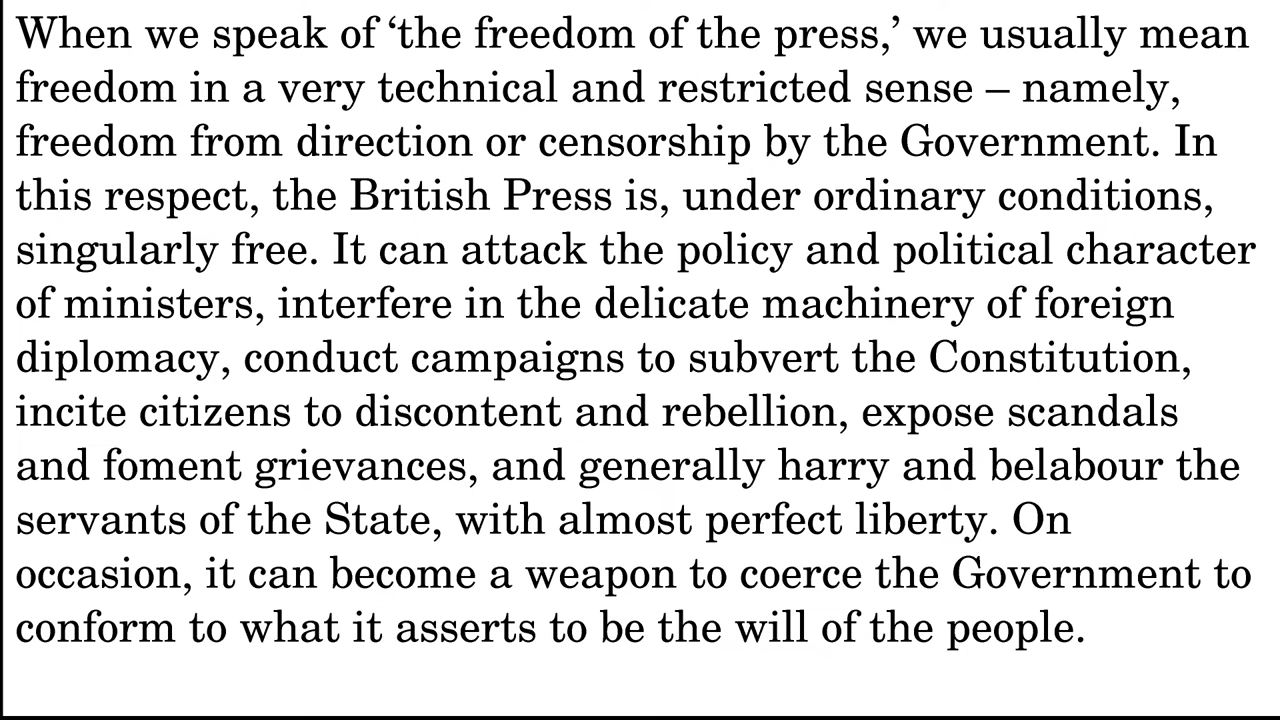 When we speak of ‘the freedom of the press,’ we usually mean
freedom in a very technical and restricted sense – namely,
freedom from direction or censorship by the Government. In
this respect, the British Press is, under ordinary conditions,
singularly free. It can attack the policy and political character
of ministers, interfere in the delicate machinery of foreign
diplomacy, conduct campaigns to subvert the Constitution,
incite citizens to discontent and rebellion, expose scandals
and foment grievances, and generally harry and belabour the
servants of the State, with almost perfect liberty. On
occasion, it can become a weapon to coerce the Government to
conform to what it asserts to be the will of the people.